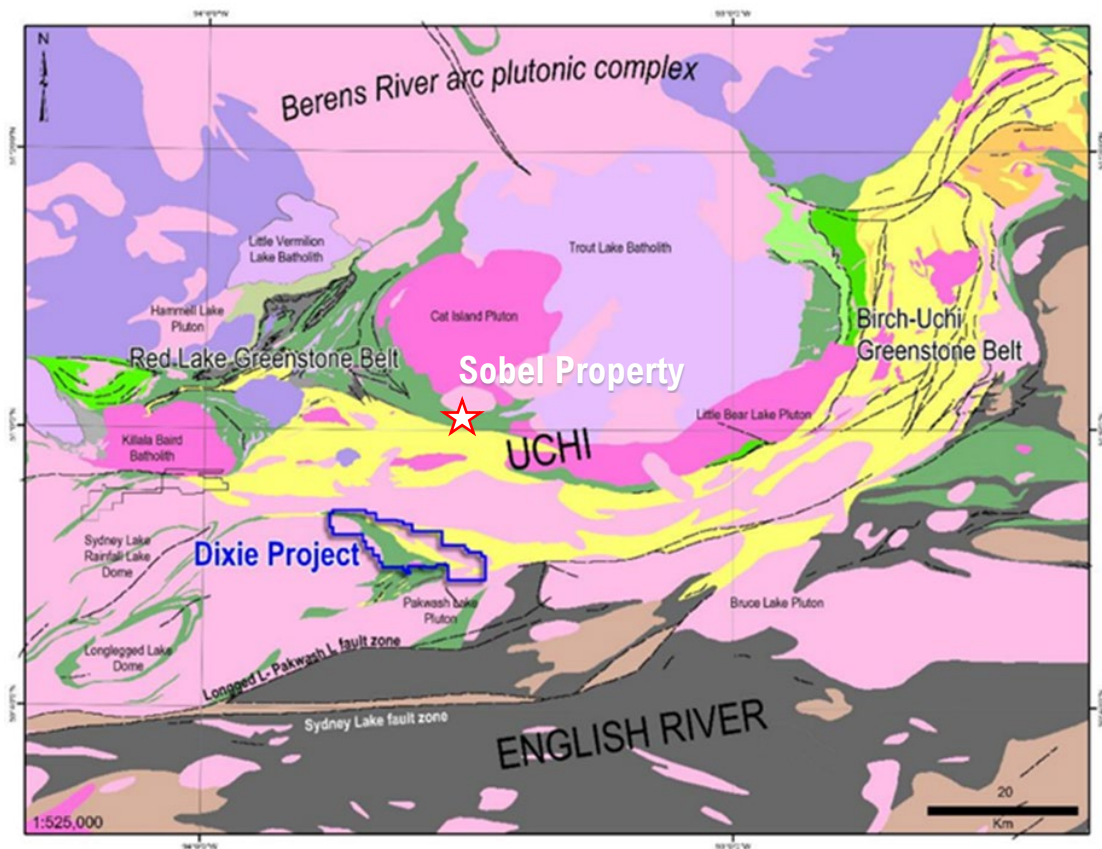 N
Berens River arc plutonic complex
Little Vermilion
Lake Batholith
Trout Lake Batholith
Hammell Lake
Pluton
Cat Island Pluton
Birch-Uchi
Greenstone Belt
Red Lake Greenstone Belt
Sobel Property
Little Bear Lake Pluton
Killala Baird
Batholith
UCHI
Sydney Lake
Rainfall Lake
Dome
Dixie Project
Pakwash Lake
Pluton
Bruce Lake Pluton
Longlegged Lake
Dome
Longged L- Pakwash L fault zone
Sydney Lake fault zone
ENGLISH RIVER
20
Km
1:525,000